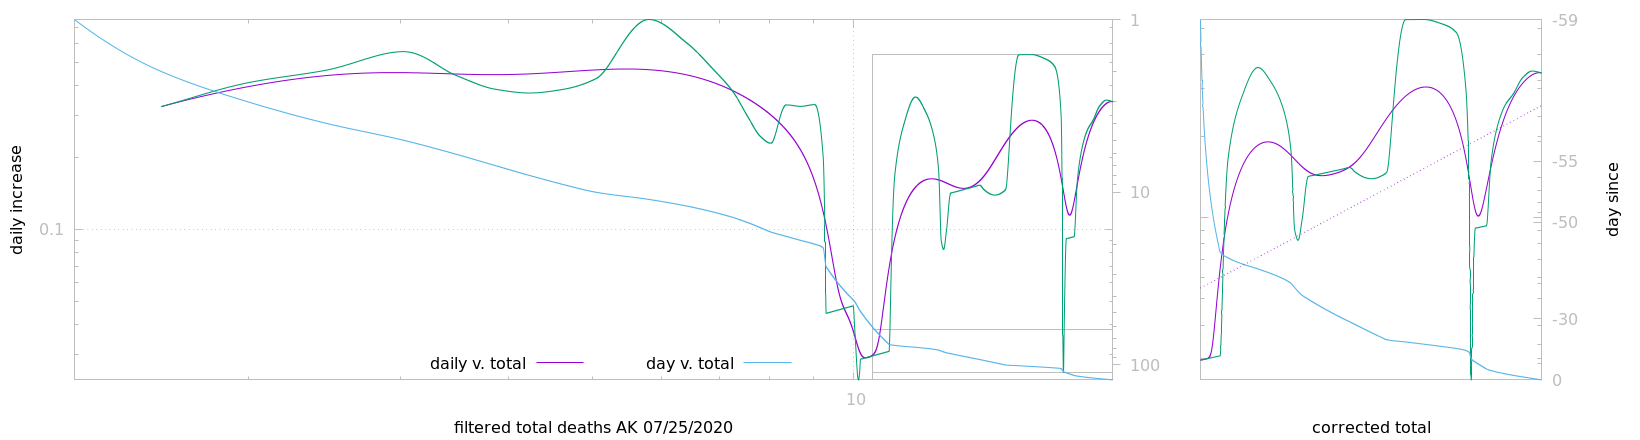 daily increase
0.1
daily v. total
day v. total
10
1
10
100
filtered total deaths AK 07/25/2020
-59
-55
-50
-30
0
day since
corrected total